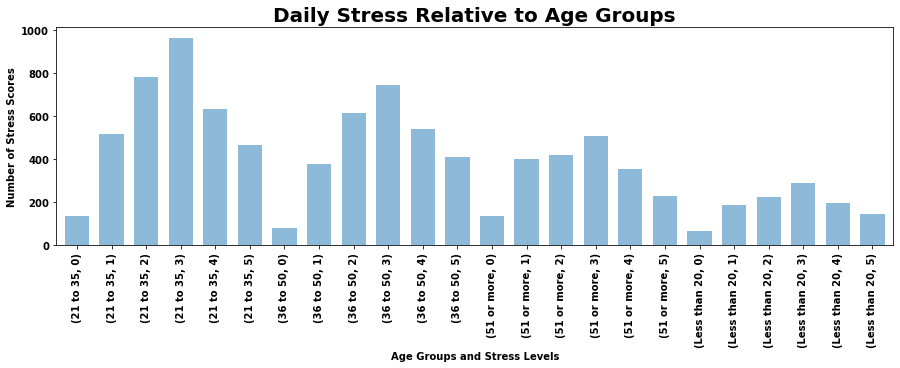 Daily Stress Relative to Age Groups
Number of Stress Scores
1000
800
600
400
200
0
(21 to 35, 0)
(21 to 35, 1)
(21 to 35, 2)
(21 to 35, 3)
(21 to 35, 4)
(21 to 35, 5)
(36 to 50, 0)
(36 to 50, 1)
(36 to 50, 2)
(36 to 50, 3)
(36 to 50, 4)
(36 to 50, 5)
(51 or more, 0)
(51 or more, 1)
(51 or more, 2)
(51 or more, 3)
(51 or more, 4)
(51 or more, 5)
(Less than 20, 0)
(Less than 20, 1)
(Less than 20, 2)
(Less than 20, 3)
(Less than 20, 4)
(Less than 20, 5)
Age Groups and Stress Levels